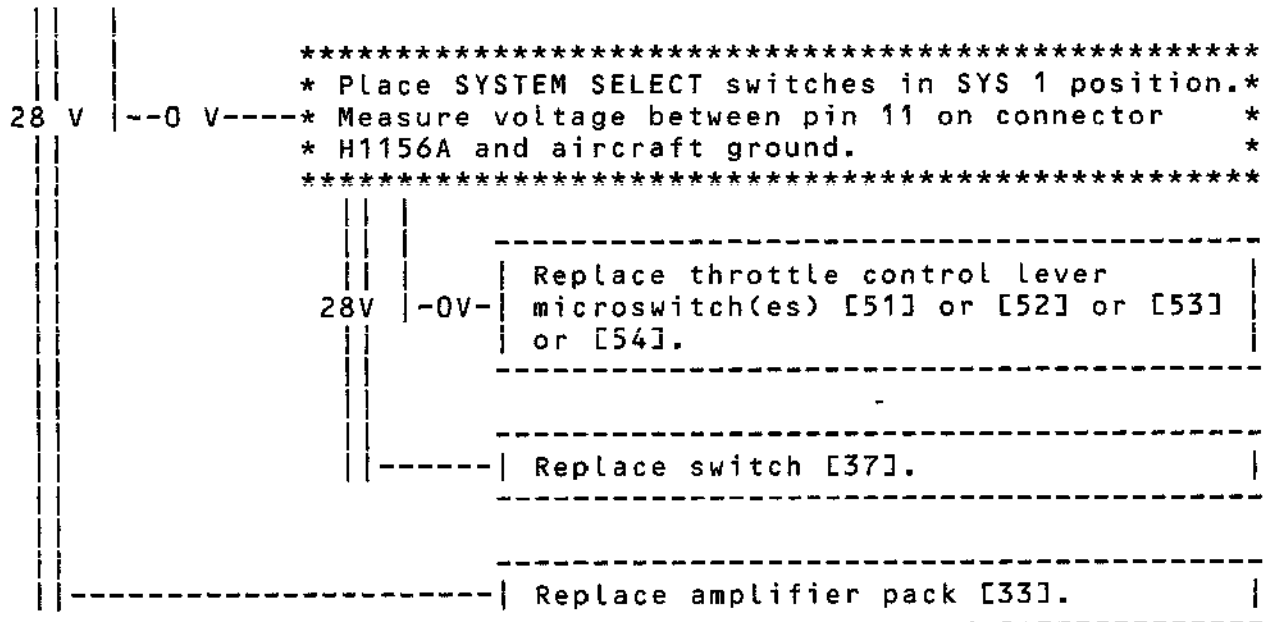 **************************************************
* Place SYSTEM SELECT switches in SYS 1 position.*
28 V |--0 V----* Measure voltage between pin 11 on connector *
* H1156A and aircraft ground. *
**************************************************
Replace throttle control lever
28V |-0V-| microswitch(es) [51] or [52] or [53]
or [54].
Replace switch [37].
Replace amplifier pack [33].